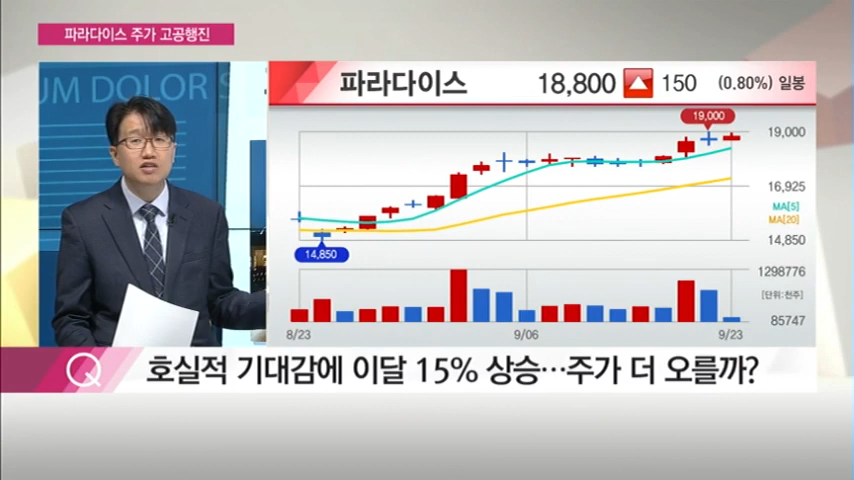 파라다이스 주가 고공행진
UM DOLOR S
파라다이스 18,800 150 (0.80%) 일봉
19,000
19,000
16,925
MA[5]
MA[20]
14,850
14,850
1298776
[단위:천주]
85747
8/23 9/06 9/23
Q 호실적 기대감에 이달 15% 상승…주가 더 오를까?